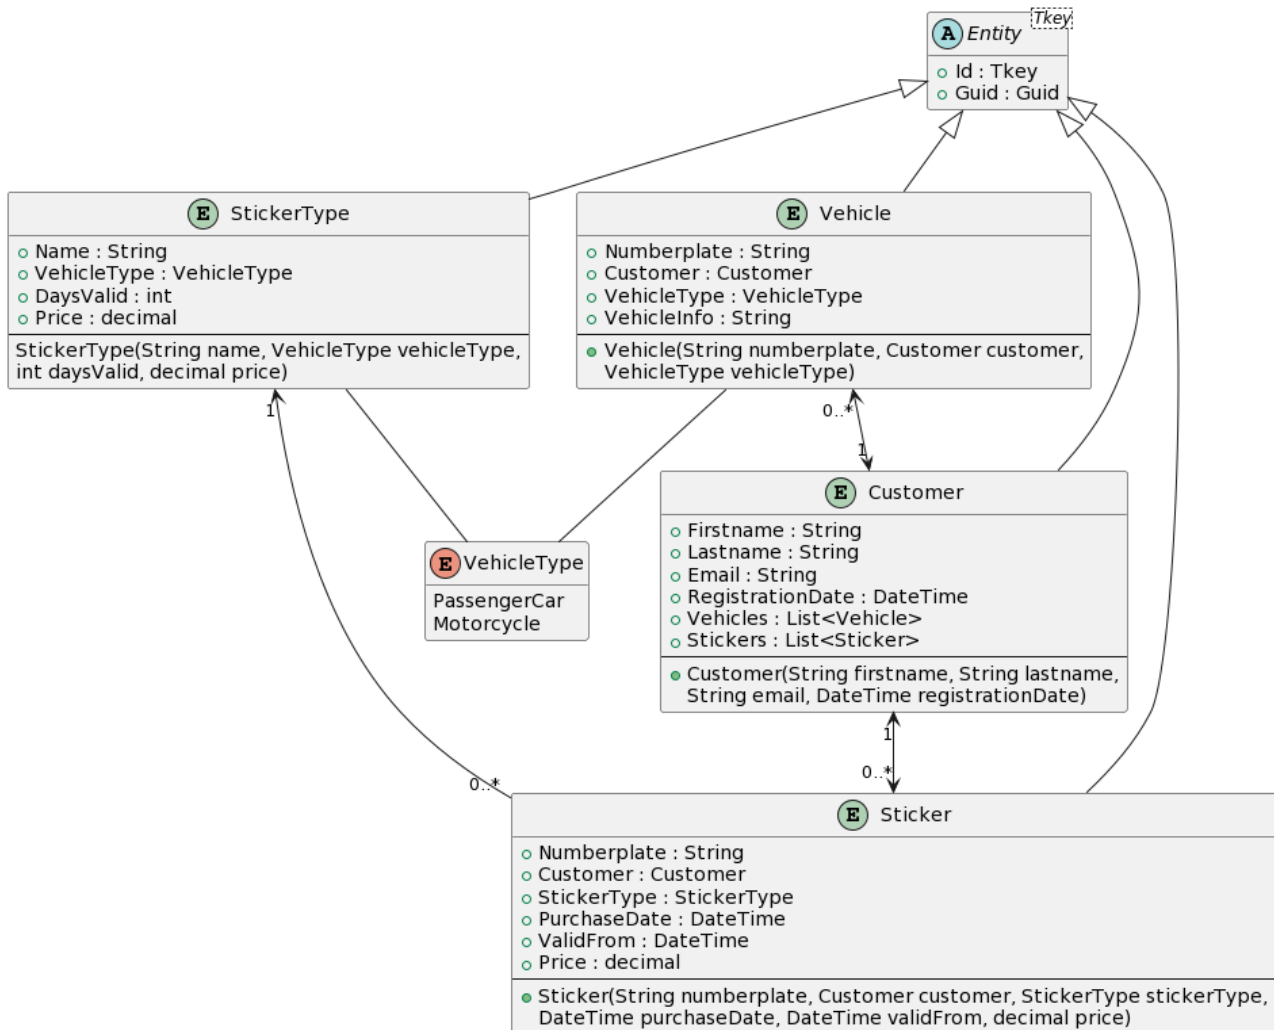 Tkey
A Entity
Id : Tkey
Guid : Guid
E StickerType
Name : String
VehicleType : VehicleType
DaysValid : int
Price : decimal
StickerType(String name, VehicleType vehicleType,
int daysValid, decimal price)
E Vehicle
Numberplate : String
Customer : Customer
VehicleType : VehicleType
VehicleInfo : String
Vehicle(String numberplate, Customer customer,
VehicleType vehicleType)
1
0..*
1
E Customer
Firstname : String
Lastname : String
Email : String
RegistrationDate : DateTime
Vehicles : List<Vehicle>
Stickers : List<Sticker>
Customer(String firstname, String lastname,
String email, DateTime registrationDate)
E VehicleType
PassengerCar
Motorcycle
1
0..*
0..*
E Sticker
Numberplate : String
Customer : Customer
StickerType : StickerType
PurchaseDate : DateTime
ValidFrom : DateTime
Price : decimal
Sticker(String numberplate, Customer customer, StickerType stickerType,
DateTime purchaseDate, DateTime validFrom, decimal price)